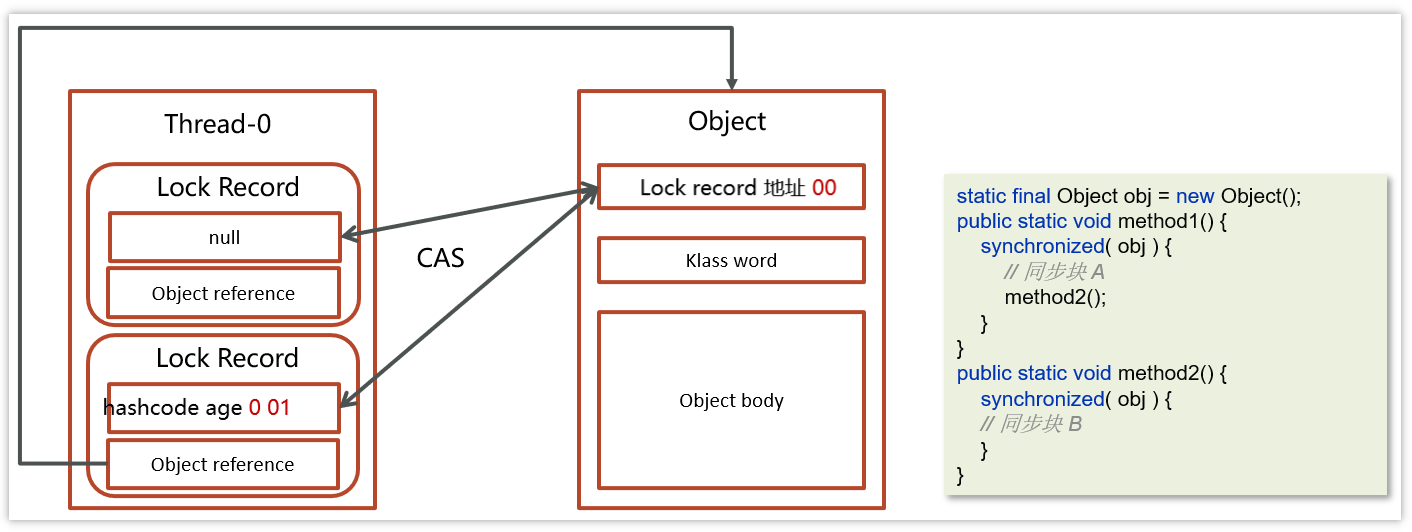 Thread-0
Lock Record
null
Object reference
Lock Record
hashcode age 0 01
Object reference
CAS
Object
Lock record 地址 00
Klass word
Object body
static final Object obj = new Object();
public static void method1() {
synchronized( obj ) {
// 同步块 A
method2();
}
}
public static void method2() {
synchronized( obj ) {
// 同步块 B
}
}